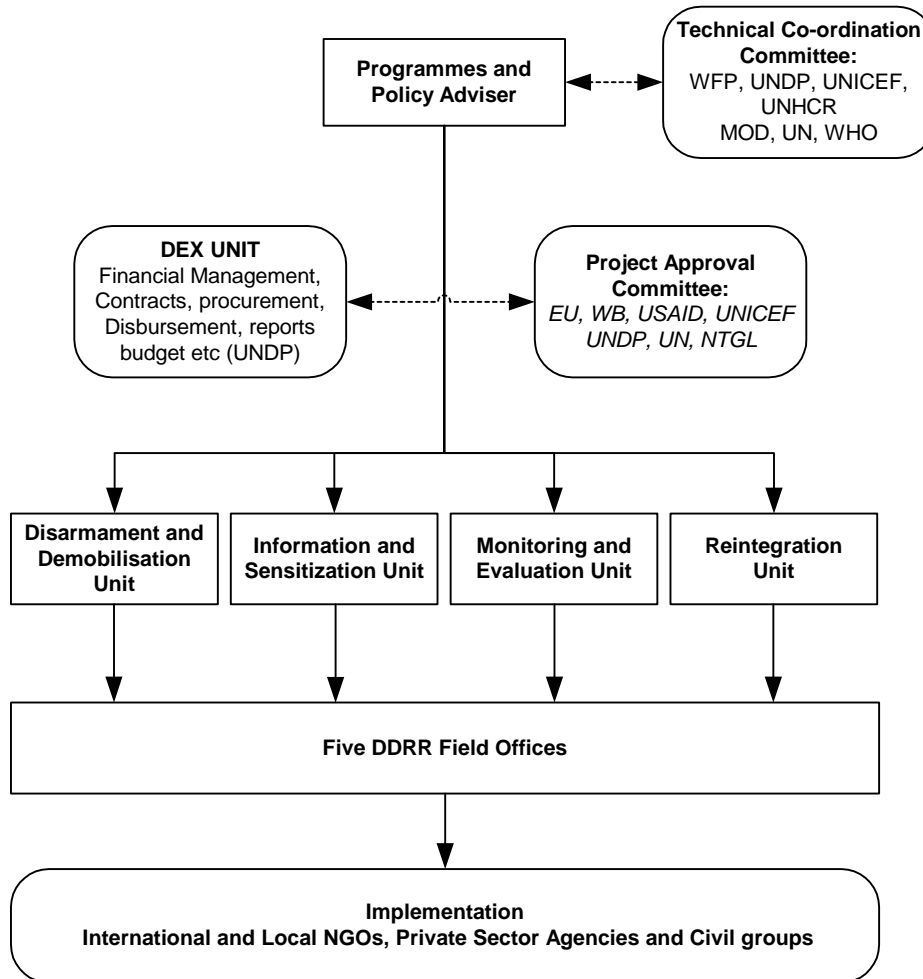 Programmes and
Policy Adviser
Technical Co-ordination
Committee:
WFP, UNDP, UNICEF,
UNHCR
MOD, UN, WHO
DEX UNIT
Financial Management,
Contracts, procurement,
Disbursement, reports
budget etc (UNDP)
Project Approval
Committee:
EU, WB, USAID, UNICEF
UNDP, UN, NTGL
Disarmament and
Demobilisation
Unit
Information and
Sensitization Unit
Monitoring and
Evaluation Unit
Reintegration
Unit
Five DDRR Field Offices
Implementation
International and Local NGOs, Private Sector Agencies and Civil groups